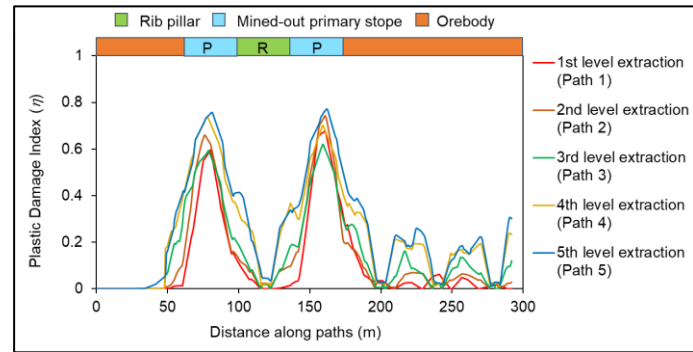 Rib pillar Mined-out primary stope Orebody
P R P
1
0.8
0.6
0.4
0.2
0
Plastic Damage Index (η)
0 50 100 150 200 250 300
Distance along paths (m)
1st level extraction
(Path 1)
2nd level extraction
(Path 2)
3rd level extraction
(Path 3)
4th level extraction
(Path 4)
5th level extraction
(Path 5)